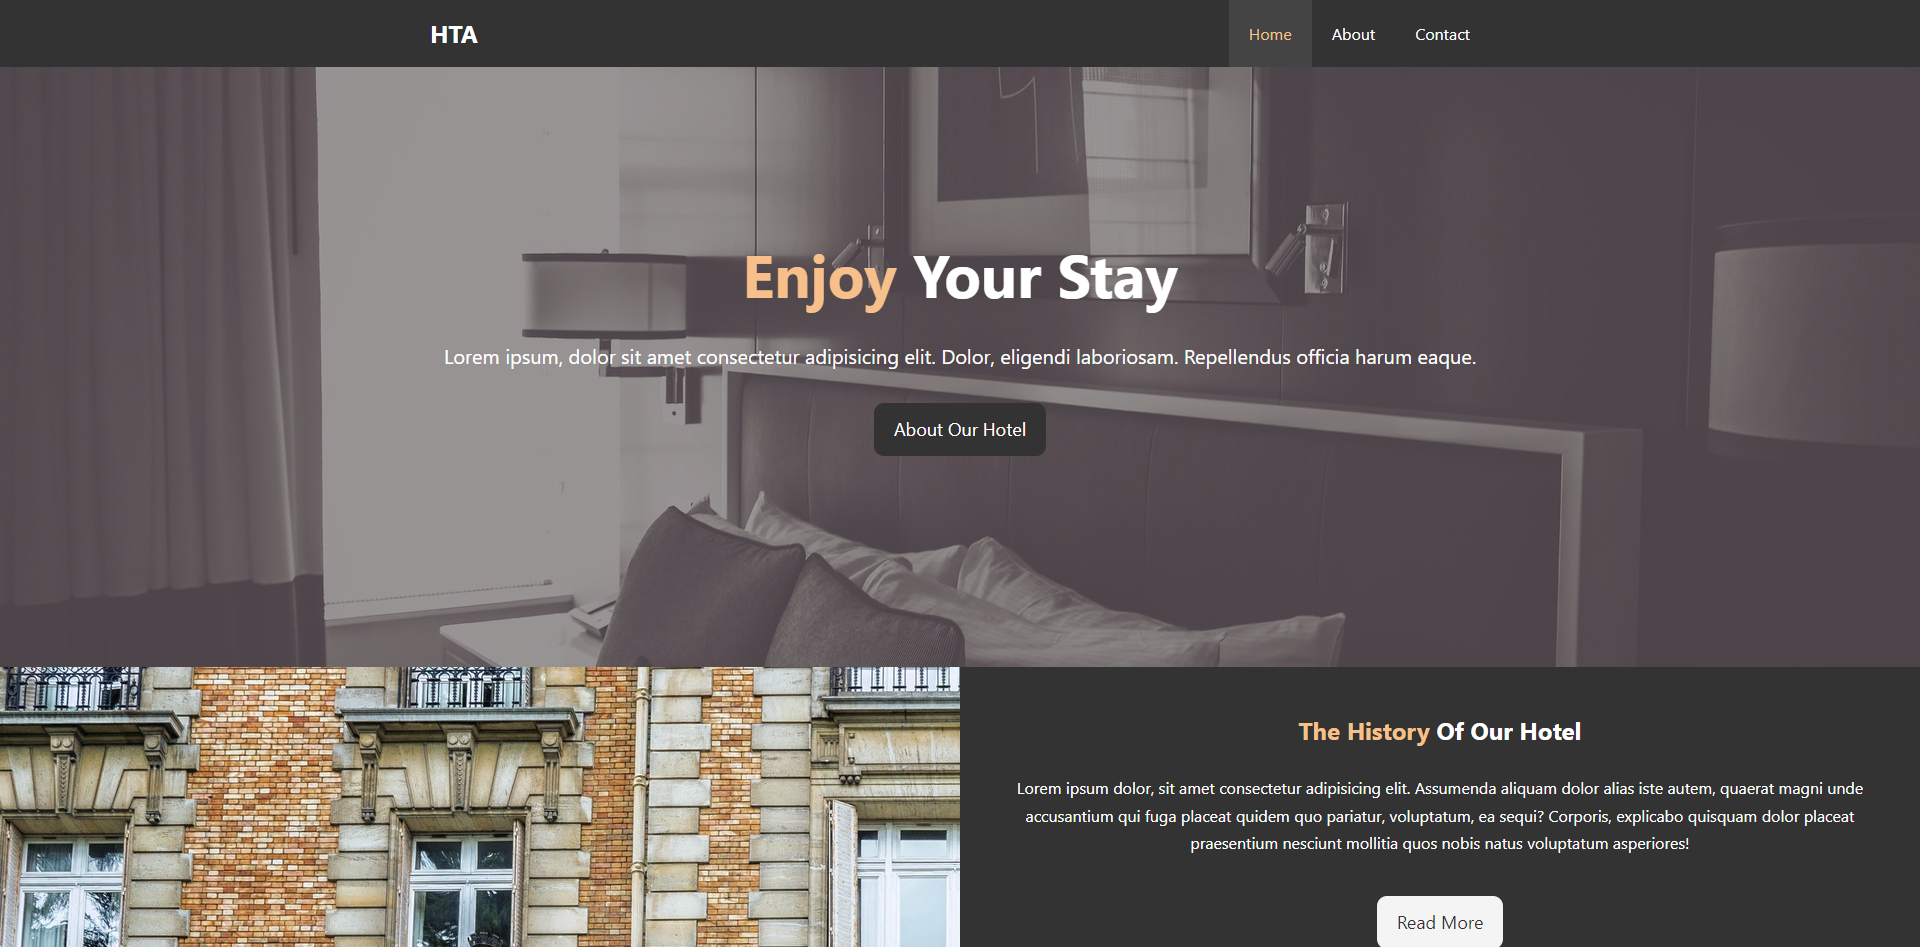 HTA
Home About Contact
Enjoy Your Stay
Lorem ipsum, dolor sit amet consectetur adipisicing elit. Dolor, eligendi laboriosam. Repellendus officia harum eaque.
About Our Hotel
The History Of Our Hotel
Lorem ipsum dolor, sit amet consectetur adipisicing elit. Assumenda aliquam dolor alias iste autem, quaerat magni unde
accusantium qui fuga placeat quidem quo pariatur, voluptatum, ea sequi? Corporis, explicabo quisquam dolor placeat
praesentium nesciunt mollitia quos nobis natus voluptatum asperiores!
Read More